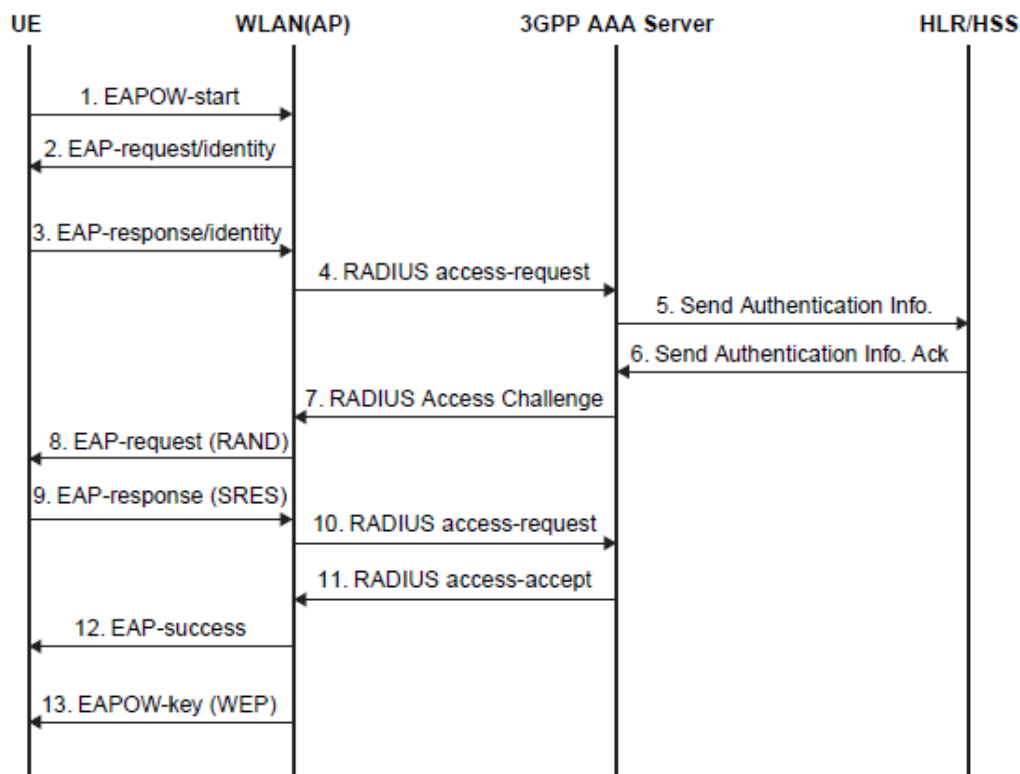 UE WLAN(AP) 3GPP AAA Server HLR/HSS
1. EAPOW-start
2. EAP-request/identity
3. EAP-response/identity
4. RADIUS access-request
5. Send Authentication Info.
6. Send Authentication Info. Ack
7. RADIUS Access Challenge
8. EAP-request (RAND)
9. EAP-response (SRES)
10. RADIUS access-request
11. RADIUS access-accept
12. EAP-success
13. EAPOW-key (WEP)